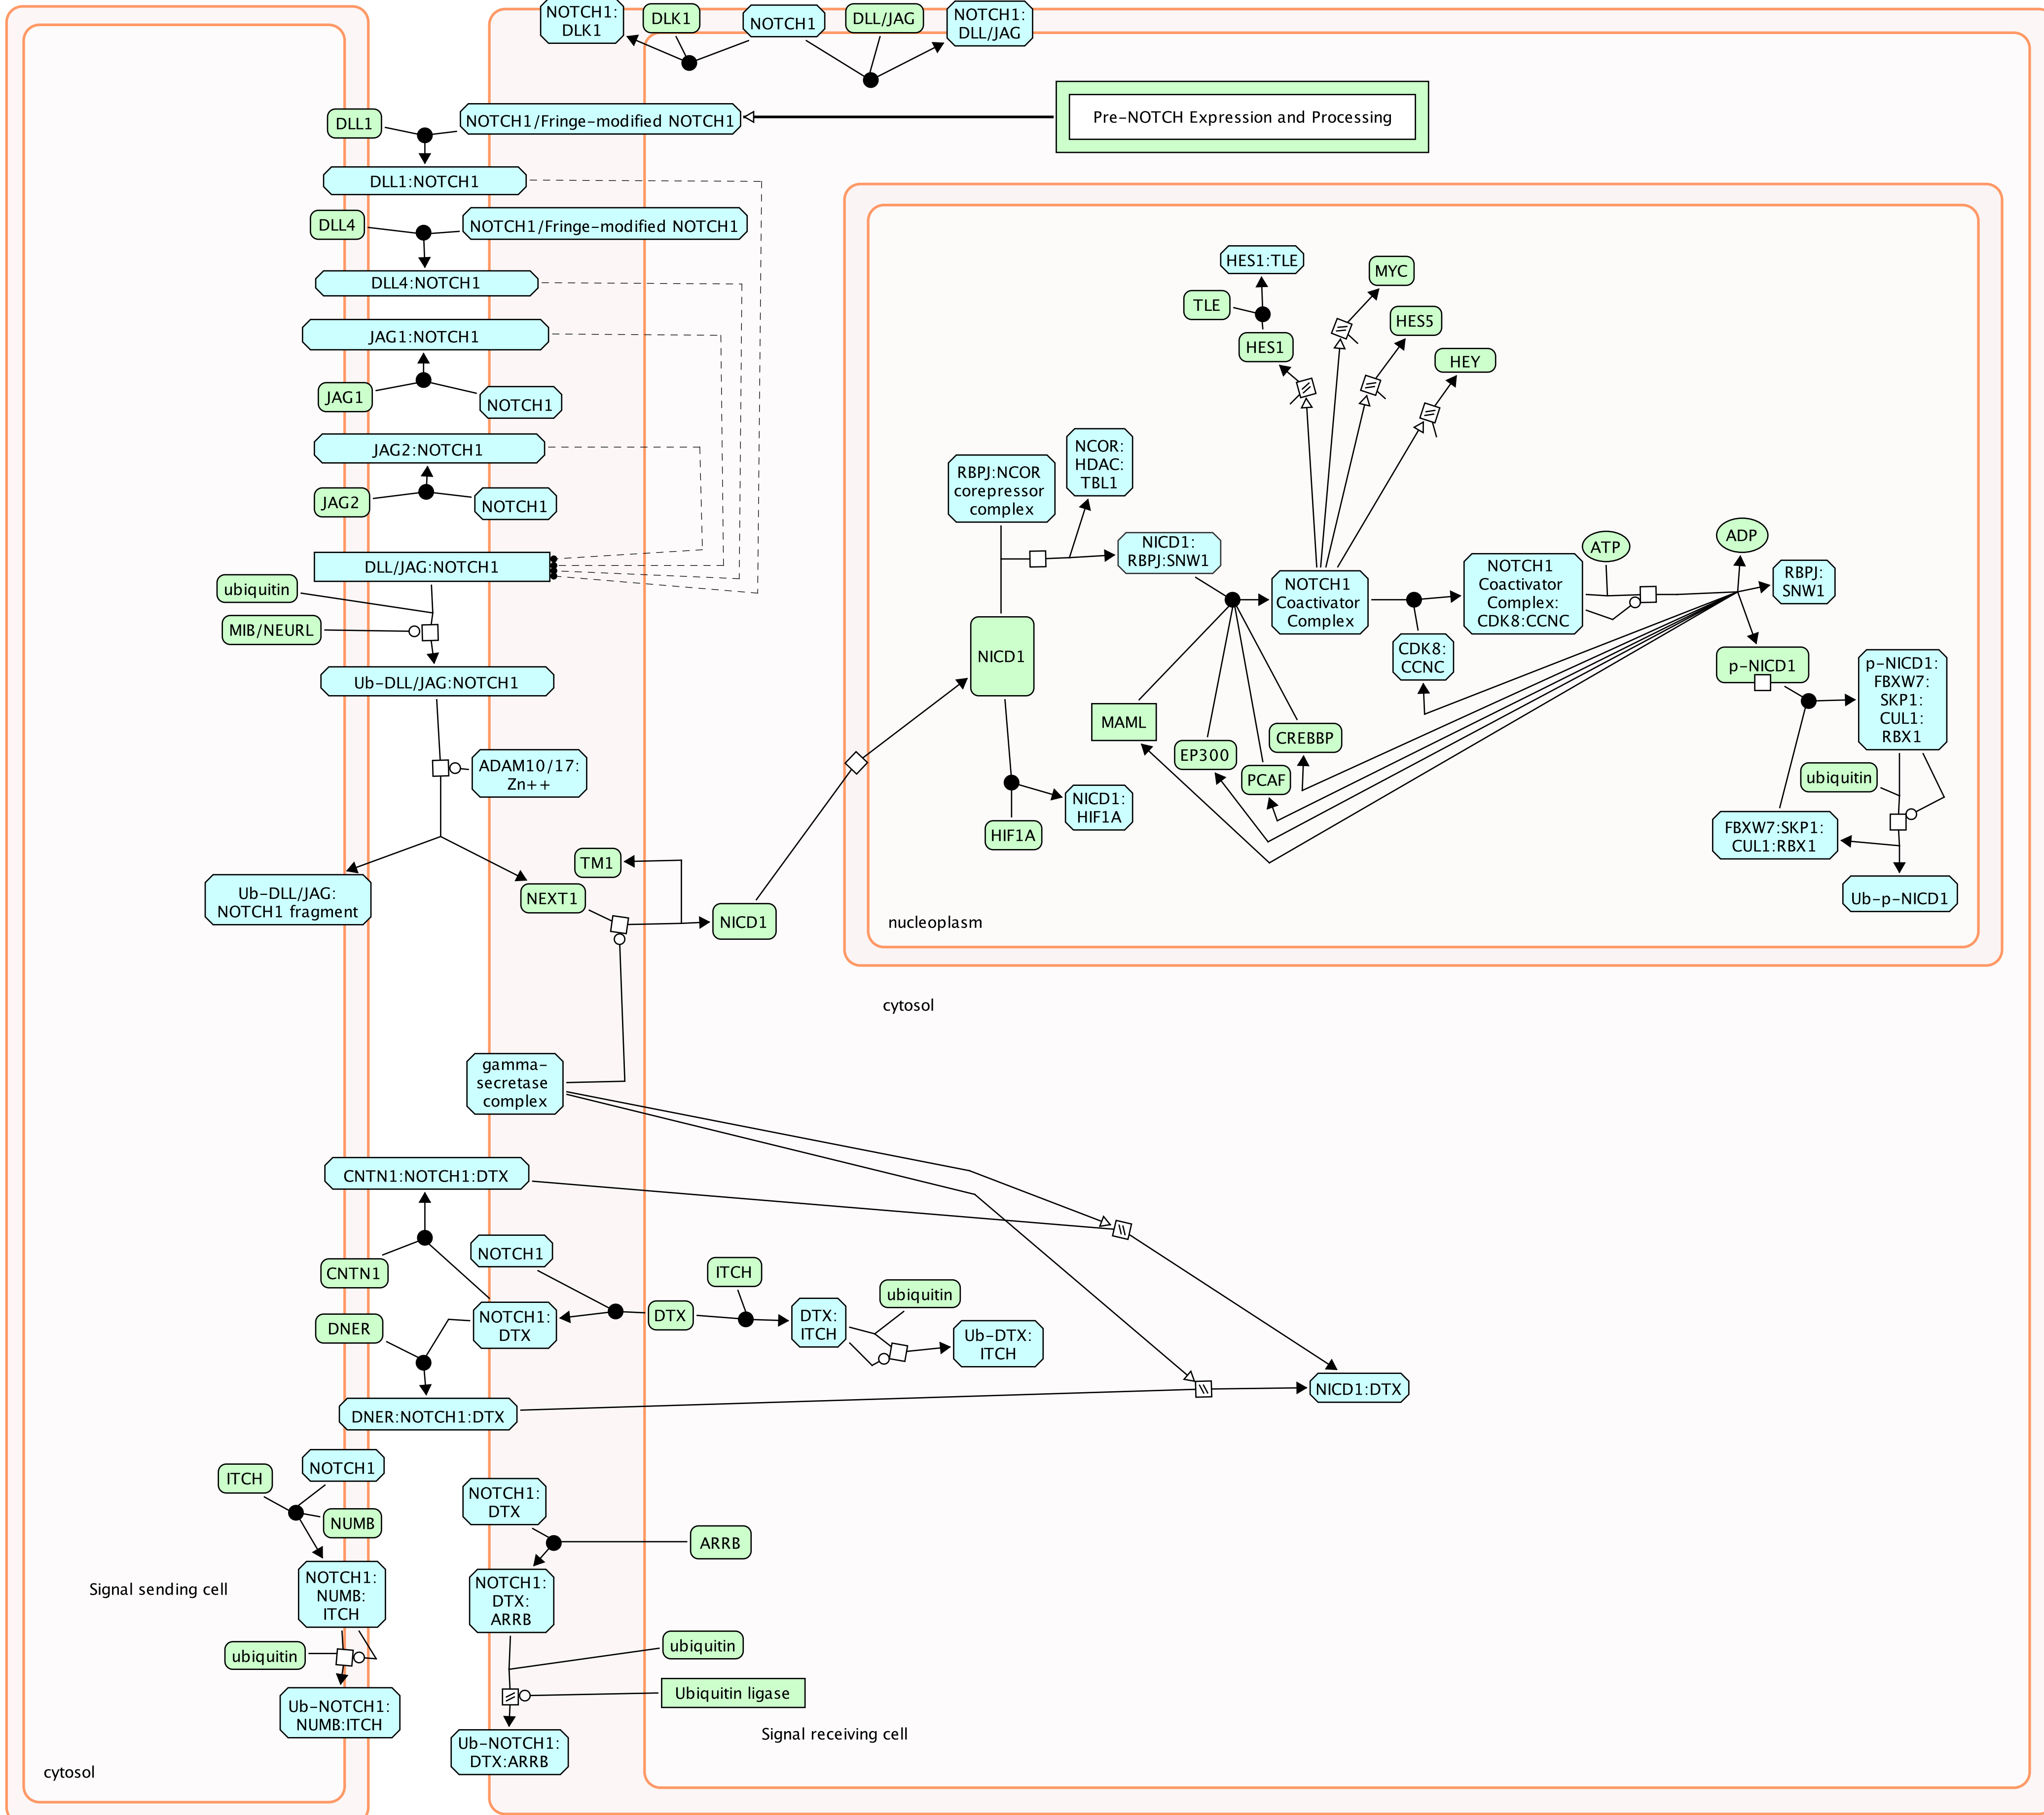 NOTCH1:
DLK1
DLK1
NOTCH1
DLL/JAG
NOTCH1:
DLL/JAG
DLL1
NOTCH1/Fringe-modified NOTCH1
Pre-NOTCH Expression and Processing
DLL1:NOTCH1
DLL4
NOTCH1/Fringe-modified NOTCH1
DLL4:NOTCH1
JAG1:NOTCH1
JAG1
NOTCH1
JAG2:NOTCH1
JAG2
NOTCH1
DLL/JAG:NOTCH1
ubiquitin
MIB/NEURL
Ub-DLL/JAG:NOTCH1
ADAM10/17:
Zn++
Ub-DLL/JAG:
NOTCH1 fragment
TM1
NEXT1
NICD1
HES1:TLE
TLE
HES1
MYC
HES5
HEY
RBPJ:NCOR
corepressor
complex
NCOR:
HDAC:
TBL1
NICD1:
RBPJ:SNW1
NOTCH1
Coactivator
Complex
NOTCH1
Coactivator
Complex:
CDK8:CCNC
ATP
ADP
RBPJ:
SNW1
CDK8:
CCNC
NICD1
p-NICD1
p-NICD1:
FBXW7:
SKP1:
CUL1:
RBX1
MAML
EP300
PCAF
CREBBP
HIF1A
NICD1:
HIF1A
ubiquitin
FBXW7:SKP1:
CUL1:RBX1
Ub-p-NICD1
nucleoplasm
cytosol
gamma-
secretase
complex
CNTN1:NOTCH1:DTX
CNTN1
NOTCH1
DNER
NOTCH1:
DTX
DTX
ITCH
DTX:
ITCH
ubiquitin
Ub-DTX:
ITCH
NICD1:DTX
DNER:NOTCH1:DTX
ITCH
NOTCH1
NUMB
NOTCH1:
NUMB:
ITCH
ubiquitin
Ub-NOTCH1:
NUMB:ITCH
NOTCH1:
DTX
ARRB
NOTCH1:
DTX:
ARRB
ubiquitin
Ubiquitin ligase
Ub-NOTCH1:
DTX:ARRB
Signal sending cell
Signal receiving cell
cytosol